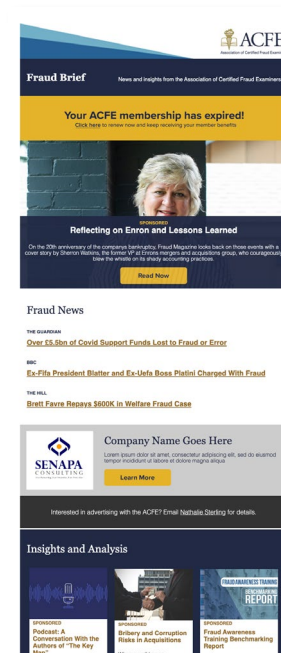 ACFE
Association of Certified Fraud Examiners
Fraud Brief
News and insights from the Association of Certified Fraud Examiners
Your ACFE membership has expired!
Click here to renew now and keep receiving your member benefits
SPONSORED
Reflecting on Enron and Lessons Learned
On the 20th anniversary of the companys bankruptcy, Fraud Magazine looks back on those events with a
cover story by Sherron Watkins, the former VP at Enrons mergers and acquisitions group, who courageously
blew the whistle on its shady accounting practices.
Read Now
Fraud News
THE GUARDIAN
Over £5.5bn of Covid Support Funds Lost to Fraud or Error
BBC
Ex-Fifa President Blatter and Ex-Uefa Boss Platini Charged With Fraud
THE HILL
Brett Favre Repays $600K in Welfare Fraud Case
SENAPA
CONSULTING
Company Name Goes Here
Lorem ipsum dolor sit amet, consectetur adipiscing elit, sed do eiusmod
tempor incididunt ut labore et dolore magna aliqua
Learn More
Interested in advertising with the ACFE? Email Nathalie Sterling for details.
Insights and Analysis
FRAUD AWARENESS TRAINING
BENCHMARKING
REPORT
SPONSORED
Podcast: A
Conversation With the
Authors of "The Key
Man"
SPONSORED
Bribery and Corruption
Risks in Acquisitions
SPONSORED
Fraud Awareness
Training Benchmarking
Report